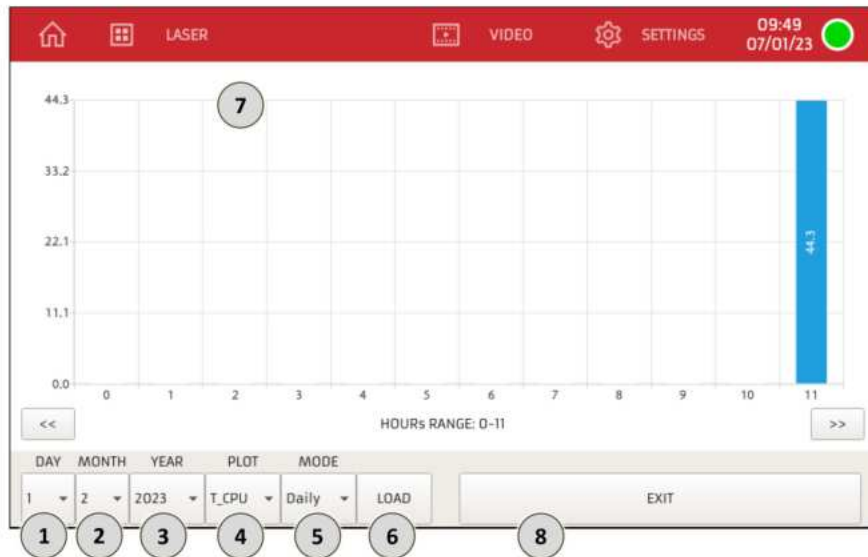 LASER VIDEO SETTINGS 09:49
07/01/23
7
44.3
33.2
22.1
11.1
0.0
44.3
0 1 2 3 4 5 6 7 8 9 10 11
<< HOURs RANGE: 0-11 >>
DAY MONTH YEAR PLOT MODE
1 2 2023 T_CPU Daily LOAD EXIT
1 2 3 4 5 6 8